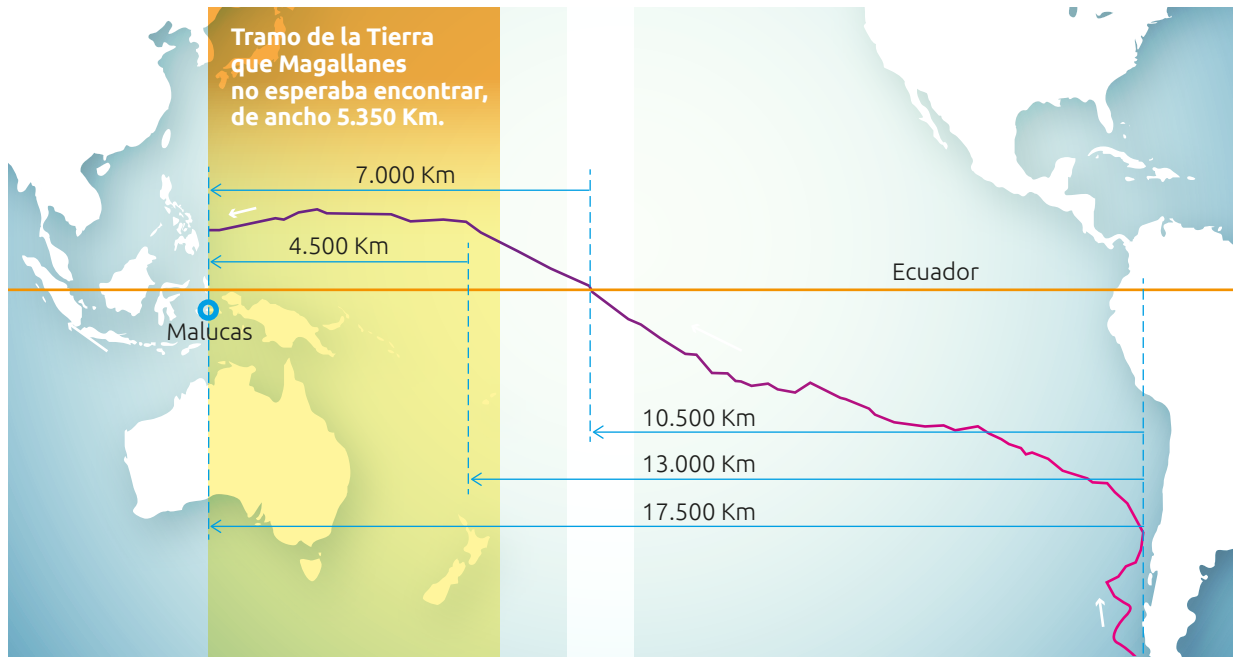 Tramo de la Tierra
que Magallanes
no esperaba encontrar,
de ancho 5.350 Km.
7.000 Km
4.500 Km
Ecuador
Malucas
10.500 Km
13.000 Km
17.500 Km